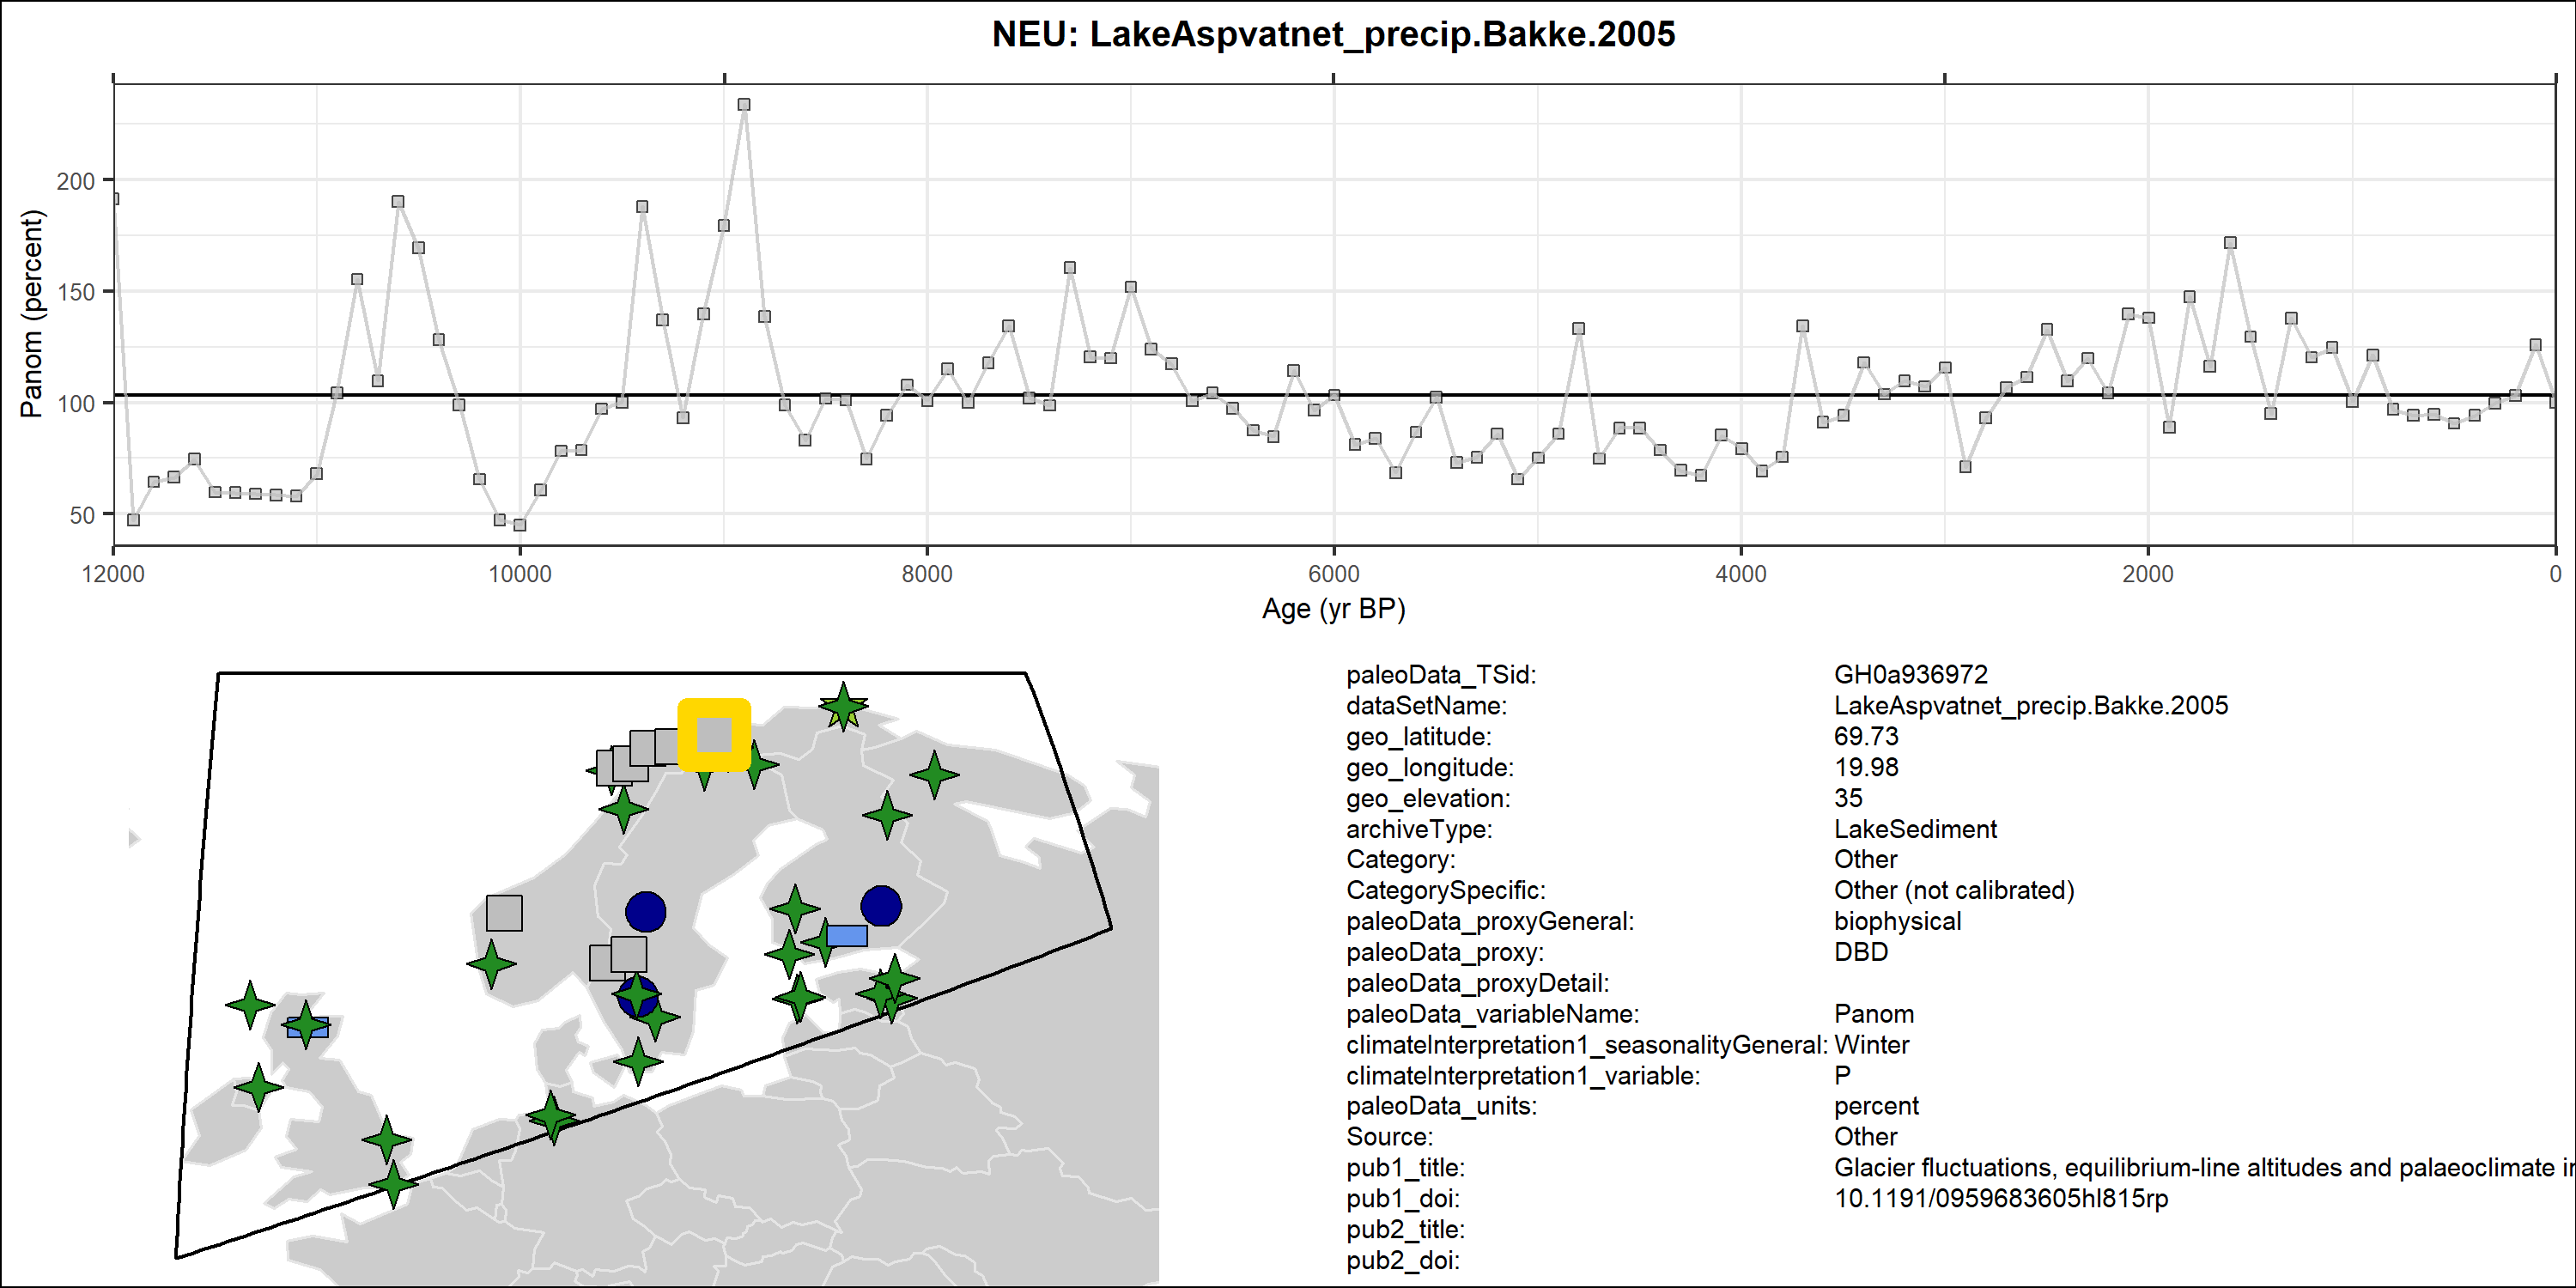 NEU: LakeAspvatnet_precip.Bakke.2005
Panom (percent)
200
150
100
50
12000 10000 8000 6000 4000 2000 0
Age (yr BP)
paleoData_TSid: GH0a936972
dataSetName: LakeAspvatnet_precip.Bakke.2005
geo_latitude: 69.73
geo_longitude: 19.98
geo_elevation: 35
archiveType: LakeSediment
Category: Other
CategorySpecific: Other (not calibrated)
paleoData_proxyGeneral: biophysical
paleoData_proxy: DBD
paleoData_proxyDetail:
paleoData_variableName: Panom
climateInterpretation1_seasonalityGeneral: Winter
climateInterpretation1_variable: P
paleoData_units: percent
Source: Other
pub1_title: Glacier fluctuations, equilibrium-line altitudes and palaeoclimate in
pub1_doi: 10.1191/0959683605hl815rp
pub2_title:
pub2_doi: